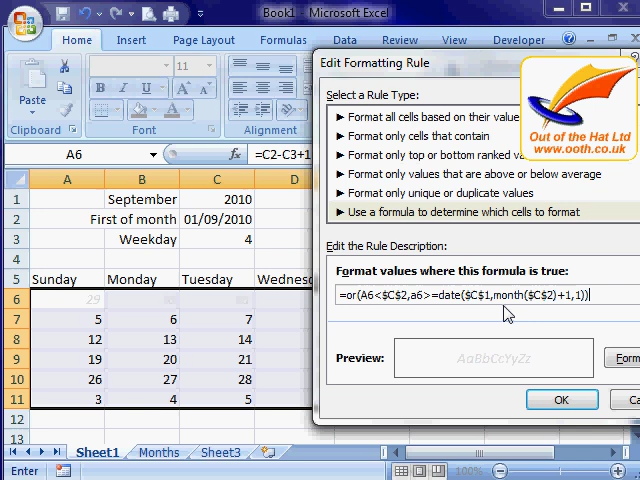 Book1 - Microsoft Excel
Home Insert Page Layout Formulas Data Review View Developer
Edit Formatting Rule
Select a Rule Type:
► Format all cells based on their value
► Format only cells that contain
► Format only top or bottom ranked va
► Format only values that are above or below average
► Format only unique or duplicate values
► Use a formula to determine which cells to format
Out of the Hat Ltd
www.ooth.co.uk
Edit the Rule Description:
Format values where this formula is true:
=or(A6<$C$2,a6>=date($C$1,month($C$2)+1,1))
Preview:
AaBbCcYyZz
Form
OK
Ca
Paste
11
B I U
Clipboard
Font
Alignment
A6
fx
=C2-C3+1
A B C D
1 September 2010
2 First of month 01/09/2010
3 Weekday 4
4
5 Sunday Monday Tuesday Wednes
6 29
7 5 6 7
8 12 13 14
9 19 20 21
10 26 27 28
11 3 4 5
12
13
Sheet1 Months Sheet3
Enter
100%